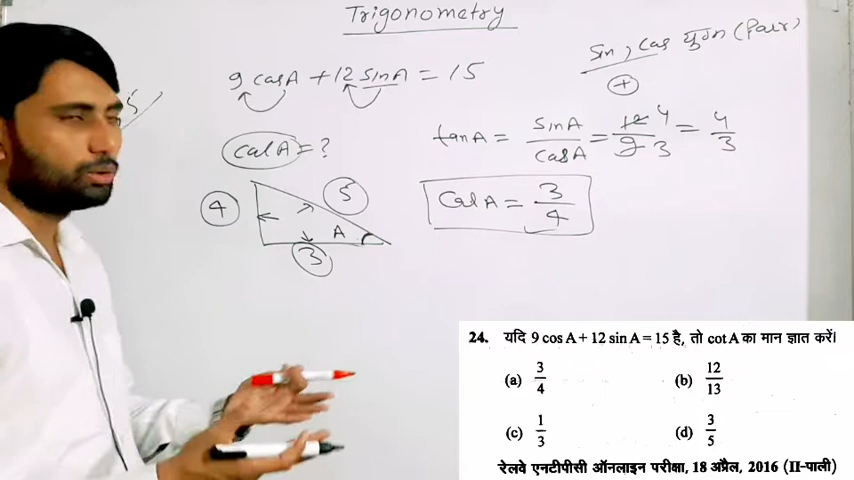 Trigonometry
sin, cos युग्म (Pair)
+
9 cosA + 12 sinA = 15
5
cotA = ?
tanA = sinA/cosA = 12/9 4/3 = 4/3
cotA = 3/4
4
5
3
A
24. यदि 9 cos A + 12 sin A = 15 है, तो cot A का मान ज्ञात करें।
(a) 3/4 (b) 12/13
(c) 1/3 (d) 3/5
रेलवे एनटीपीसी ऑनलाइन परीक्षा, 18 अप्रैल, 2016 (II-पाली)